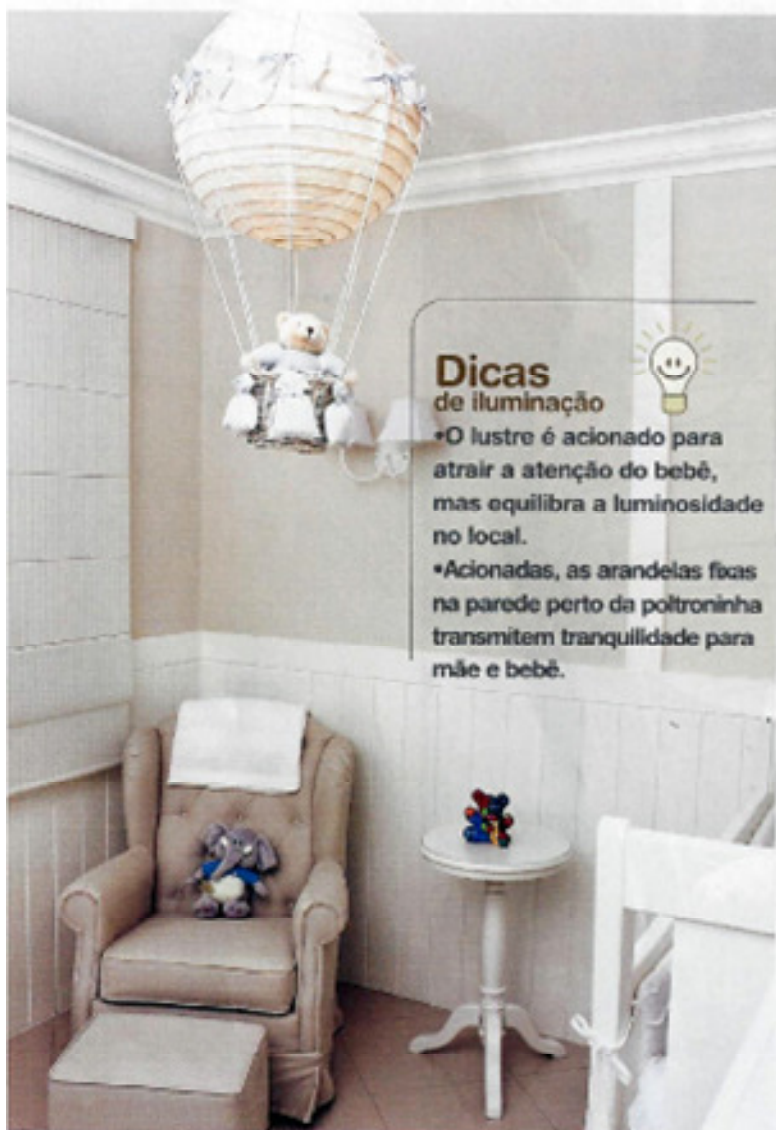 Dicas
de iluminação
•O lustre é acionado para
atrair a atenção do bebê,
mas equilibra a luminosidade
no local.
•Acionadas, as arandelas fixas
na parede perto da poltroninha
transmitem tranquilidade para
mãe e bebê.